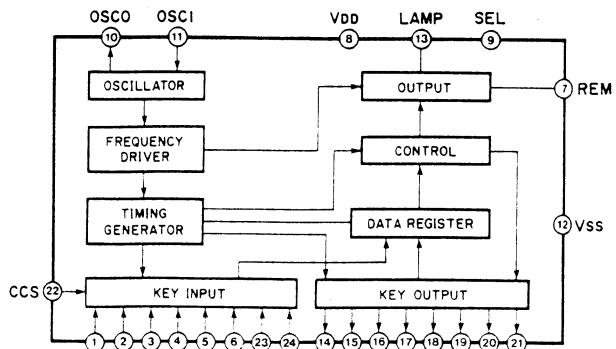 OSCO OSCI VDD LAMP SEL
10 11 8 13 9
OSCILLATOR OUTPUT 7 REM
FREQUENCY
DRIVER
CONTROL
TIMING
GENERATOR
DATA REGISTER 12 VSS
CCS 22 KEY INPUT KEY OUTPUT
1 2 3 4 5 6 23 24 14 15 16 17 18 19 20 21